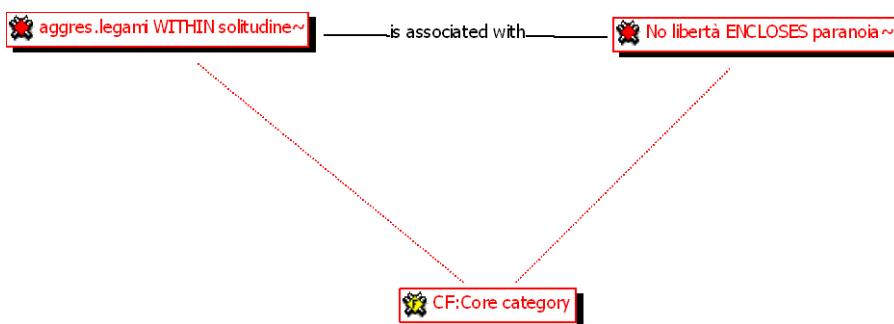 aggres.legami WITHIN solitudine~
is associated with
No libertà ENCLOSES paranoia~
CF:Core category